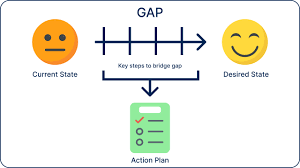 GAP
Key steps to bridge gap
Current State
Desired State
Action Plan